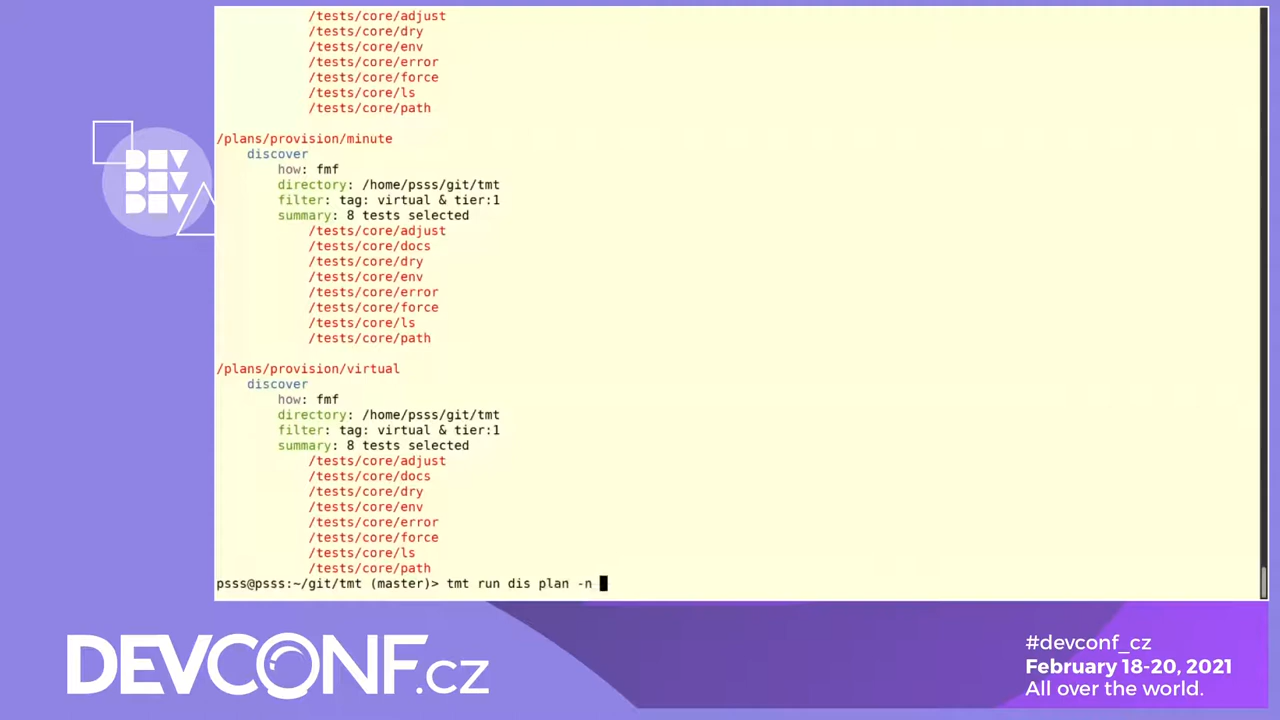 /tests/core/adjust
/tests/core/dry
/tests/core/env
/tests/core/error
/tests/core/force
/tests/core/ls
/tests/core/path
/plans/provision/minute
discover
how: fmf
directory: /home/psss/git/tmt
filter: tag: virtual & tier:1
summary: 8 tests selected
/tests/core/adjust
/tests/core/docs
/tests/core/dry
/tests/core/env
/tests/core/error
/tests/core/force
/tests/core/ls
/tests/core/path
/plans/provision/virtual
discover
how: fmf
directory: /home/psss/git/tmt
filter: tag: virtual & tier:1
summary: 8 tests selected
/tests/core/adjust
/tests/core/docs
/tests/core/dry
/tests/core/env
/tests/core/error
/tests/core/force
/tests/core/ls
/tests/core/path
psss@psss:~/git/tmt (master)> tmt run dis plan -n
DEV
DEV
DEV
DEVCONF.cz
#devconf_cz
February 18-20, 2021
All over the world.